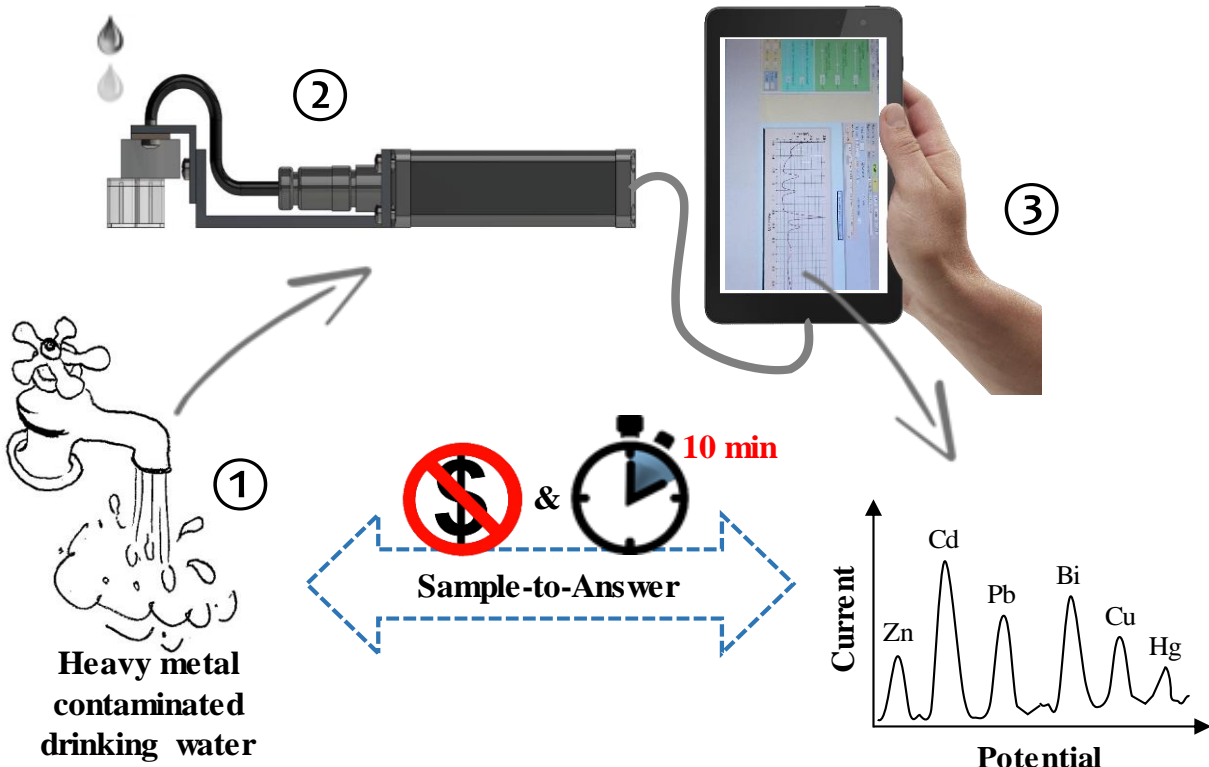 ②
③
①
10 min
$
&
Sample-to-Answer
Heavy metal
contaminated
drinking water
Current
Zn
Cd
Pb
Bi
Cu
Hg
Potential